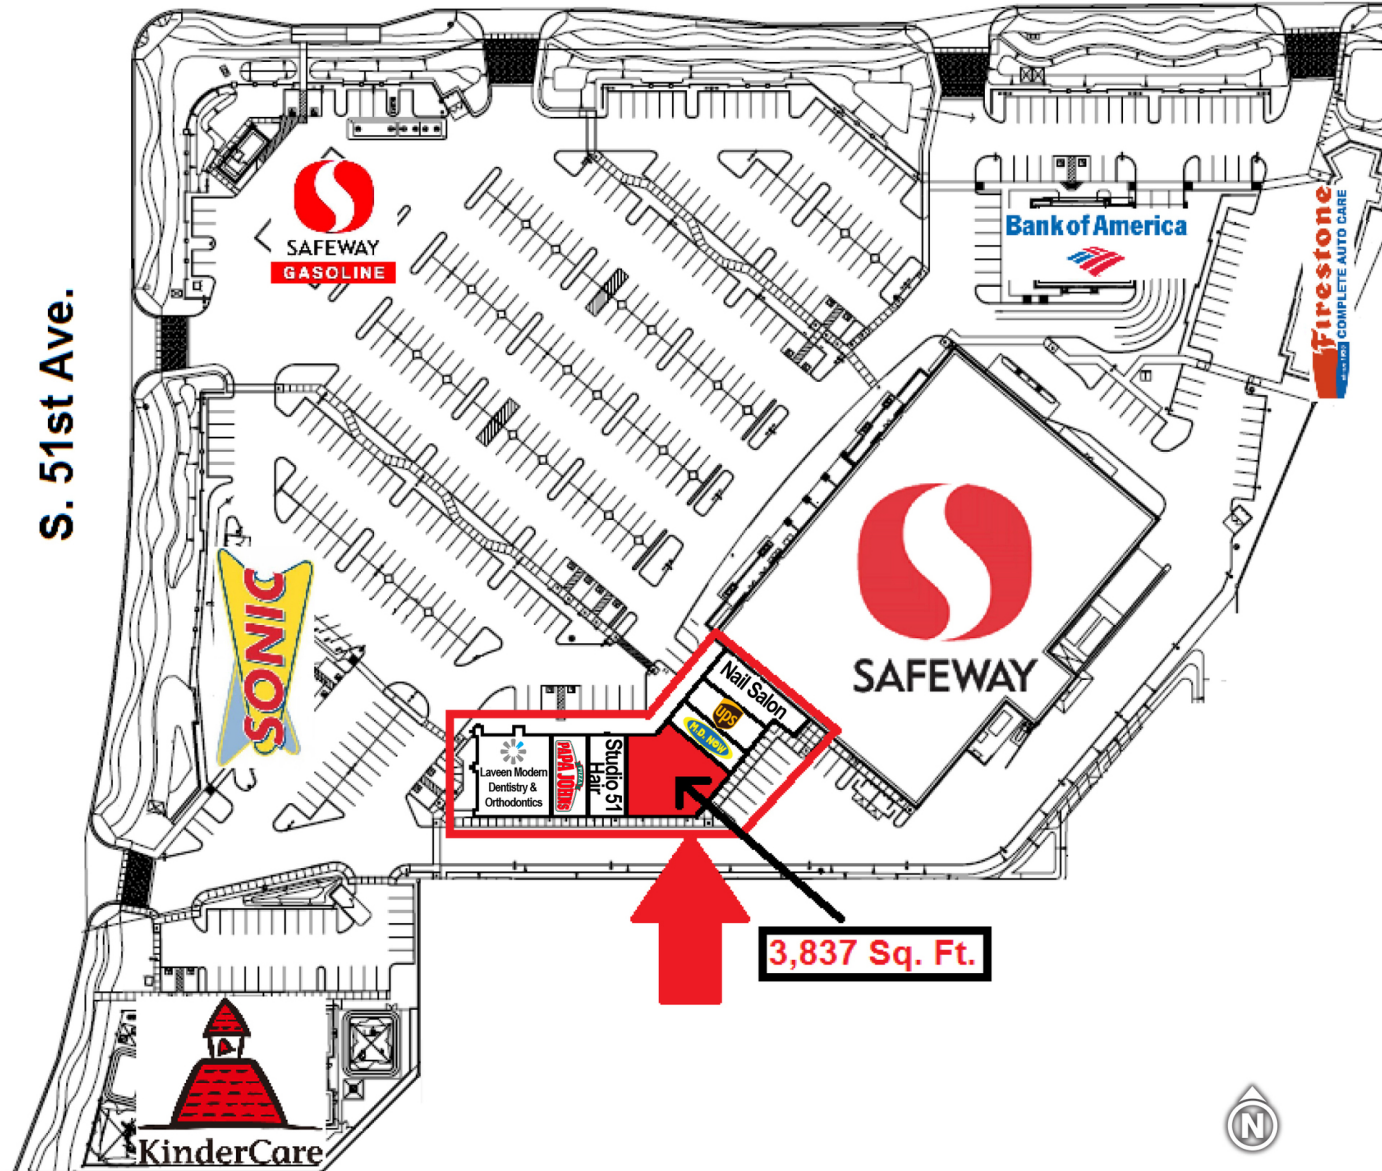 S. 51st Ave.
SAFEWAY
GASOLINE
Bank of America
Firestone
COMPLETE AUTO CARE
SONIC
SAFEWAY
Nail Salon
ups
M.D. Now
Laveen Modern
Dentistry &
Orthodontics
PAPA JOHNS
Studio 51
Hair
3,837 Sq. Ft.
KinderCare
N